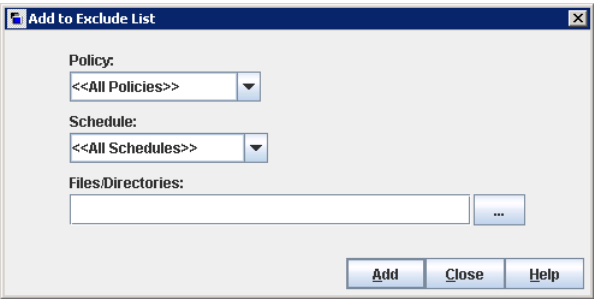 Add to Exclude List
Policy:
<<All Policies>>
Schedule:
<<All Schedules>>
Files/Directories:
...
Add Close Help